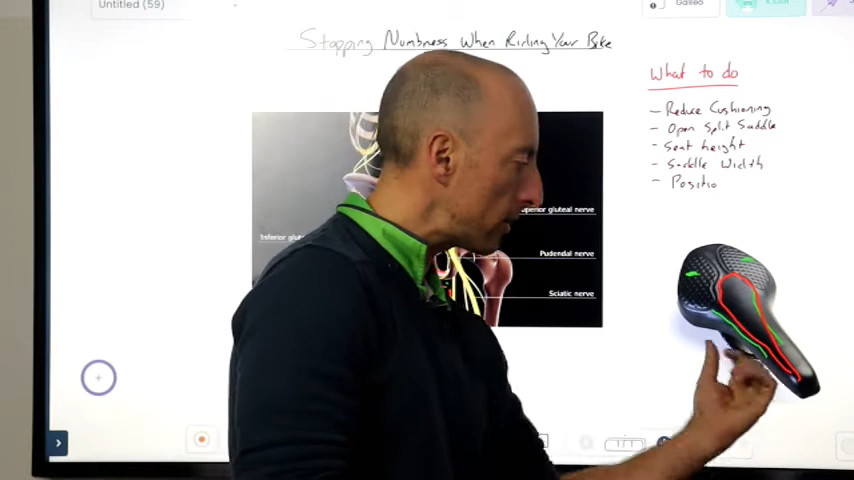 Untitled (59)
Galileo
Stopping Numbness When Riding Your Bike
What to do
- Reduce Cushioning
- Open Split Saddle
- Seat height
- Saddle Width
- Positio
Superior gluteal nerve
Inferior
Pudendal nerve
Sciatic nerve